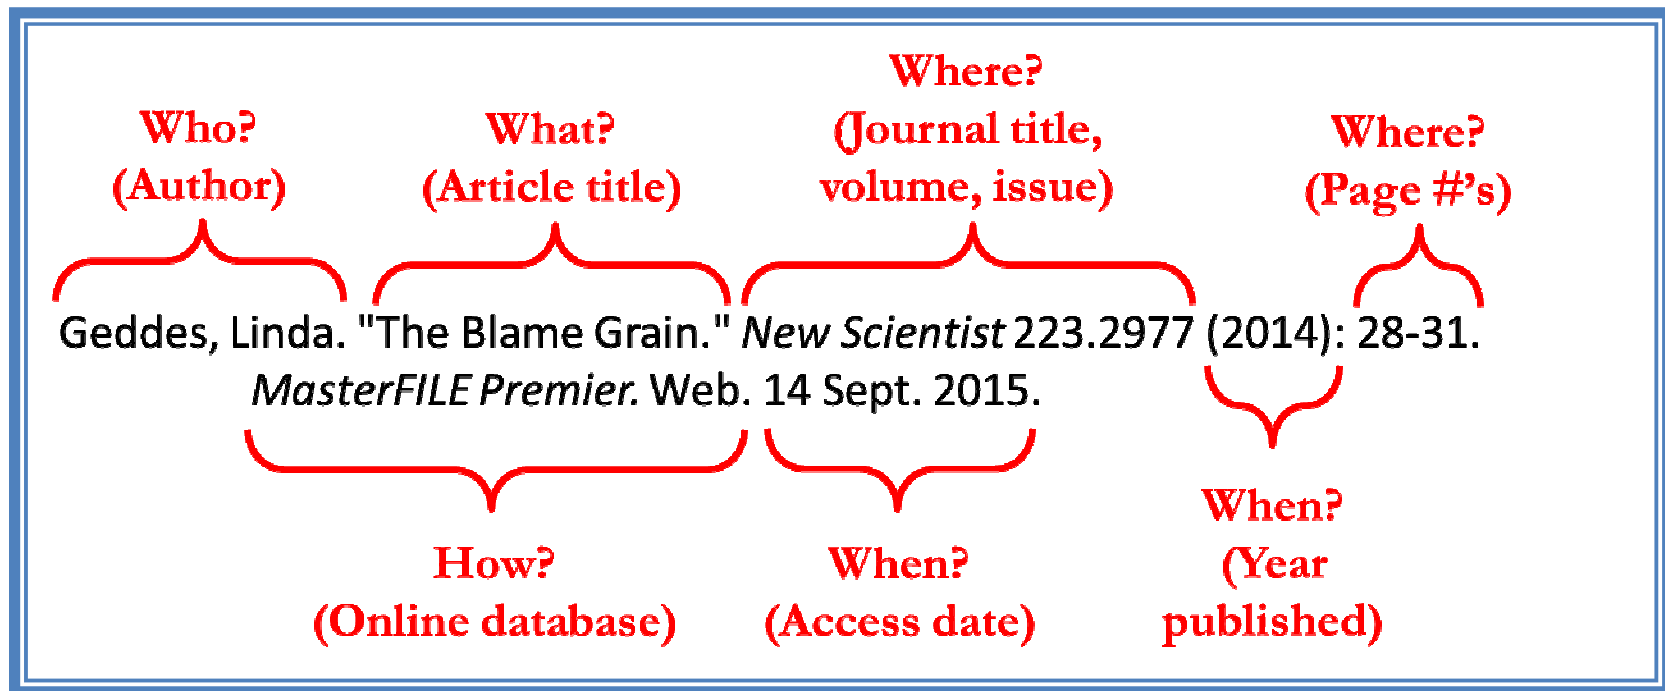 Where?
Who?
What?
(Journal title,
Where?
(Author)
(Article title)
volume, issue)
(Page #'s)
Geddes, Linda. "The Blame Grain." New Scientist 223.2977 (2014): 28-31.
MasterFILE Premier. Web. 14 Sept. 2015.
How?
(Online database)
When?
(Access date)
When?
(Year
published)